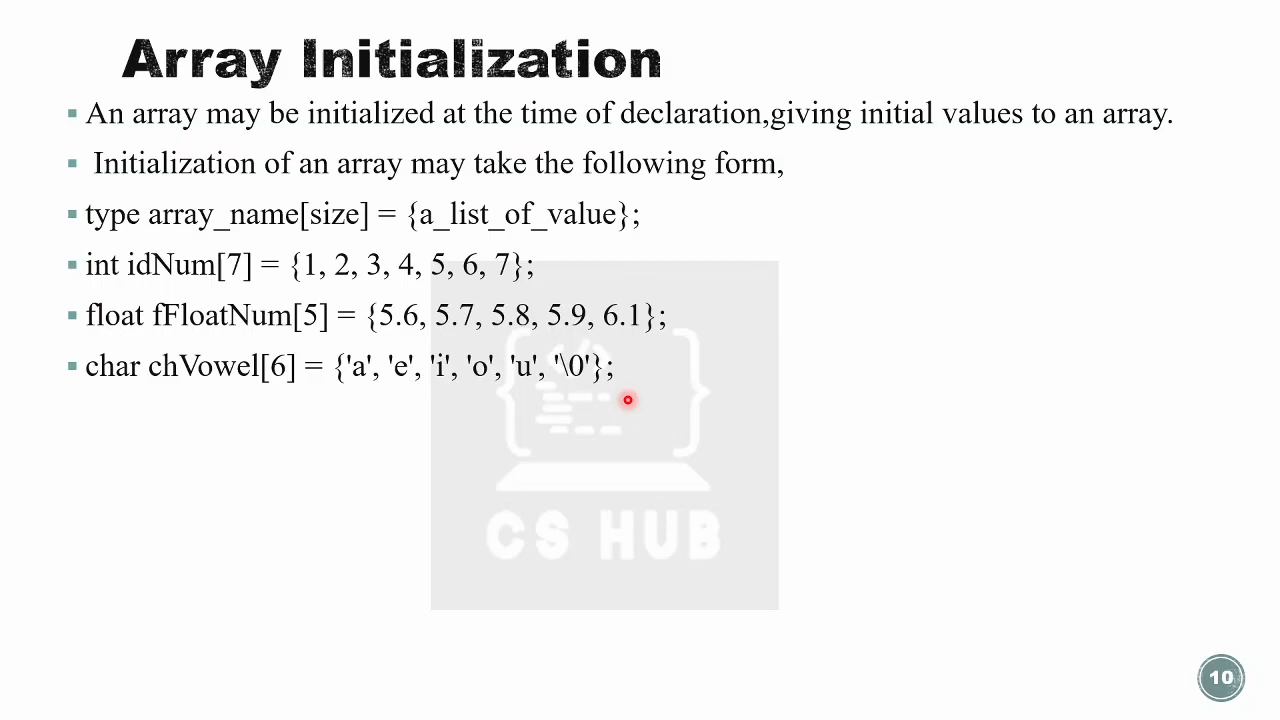 Array Initialization
▪ An array may be initialized at the time of declaration,giving initial values to an array.
▪ Initialization of an array may take the following form,
▪ type array_name[size] = {a_list_of_value};
▪ int idNum[7] = {1, 2, 3, 4, 5, 6, 7};
▪ float fFloatNum[5] = {5.6, 5.7, 5.8, 5.9, 6.1};
▪ char chVowel[6] = {'a', 'e', 'i', 'o', 'u', '\0'};
</>
CS HUB
10